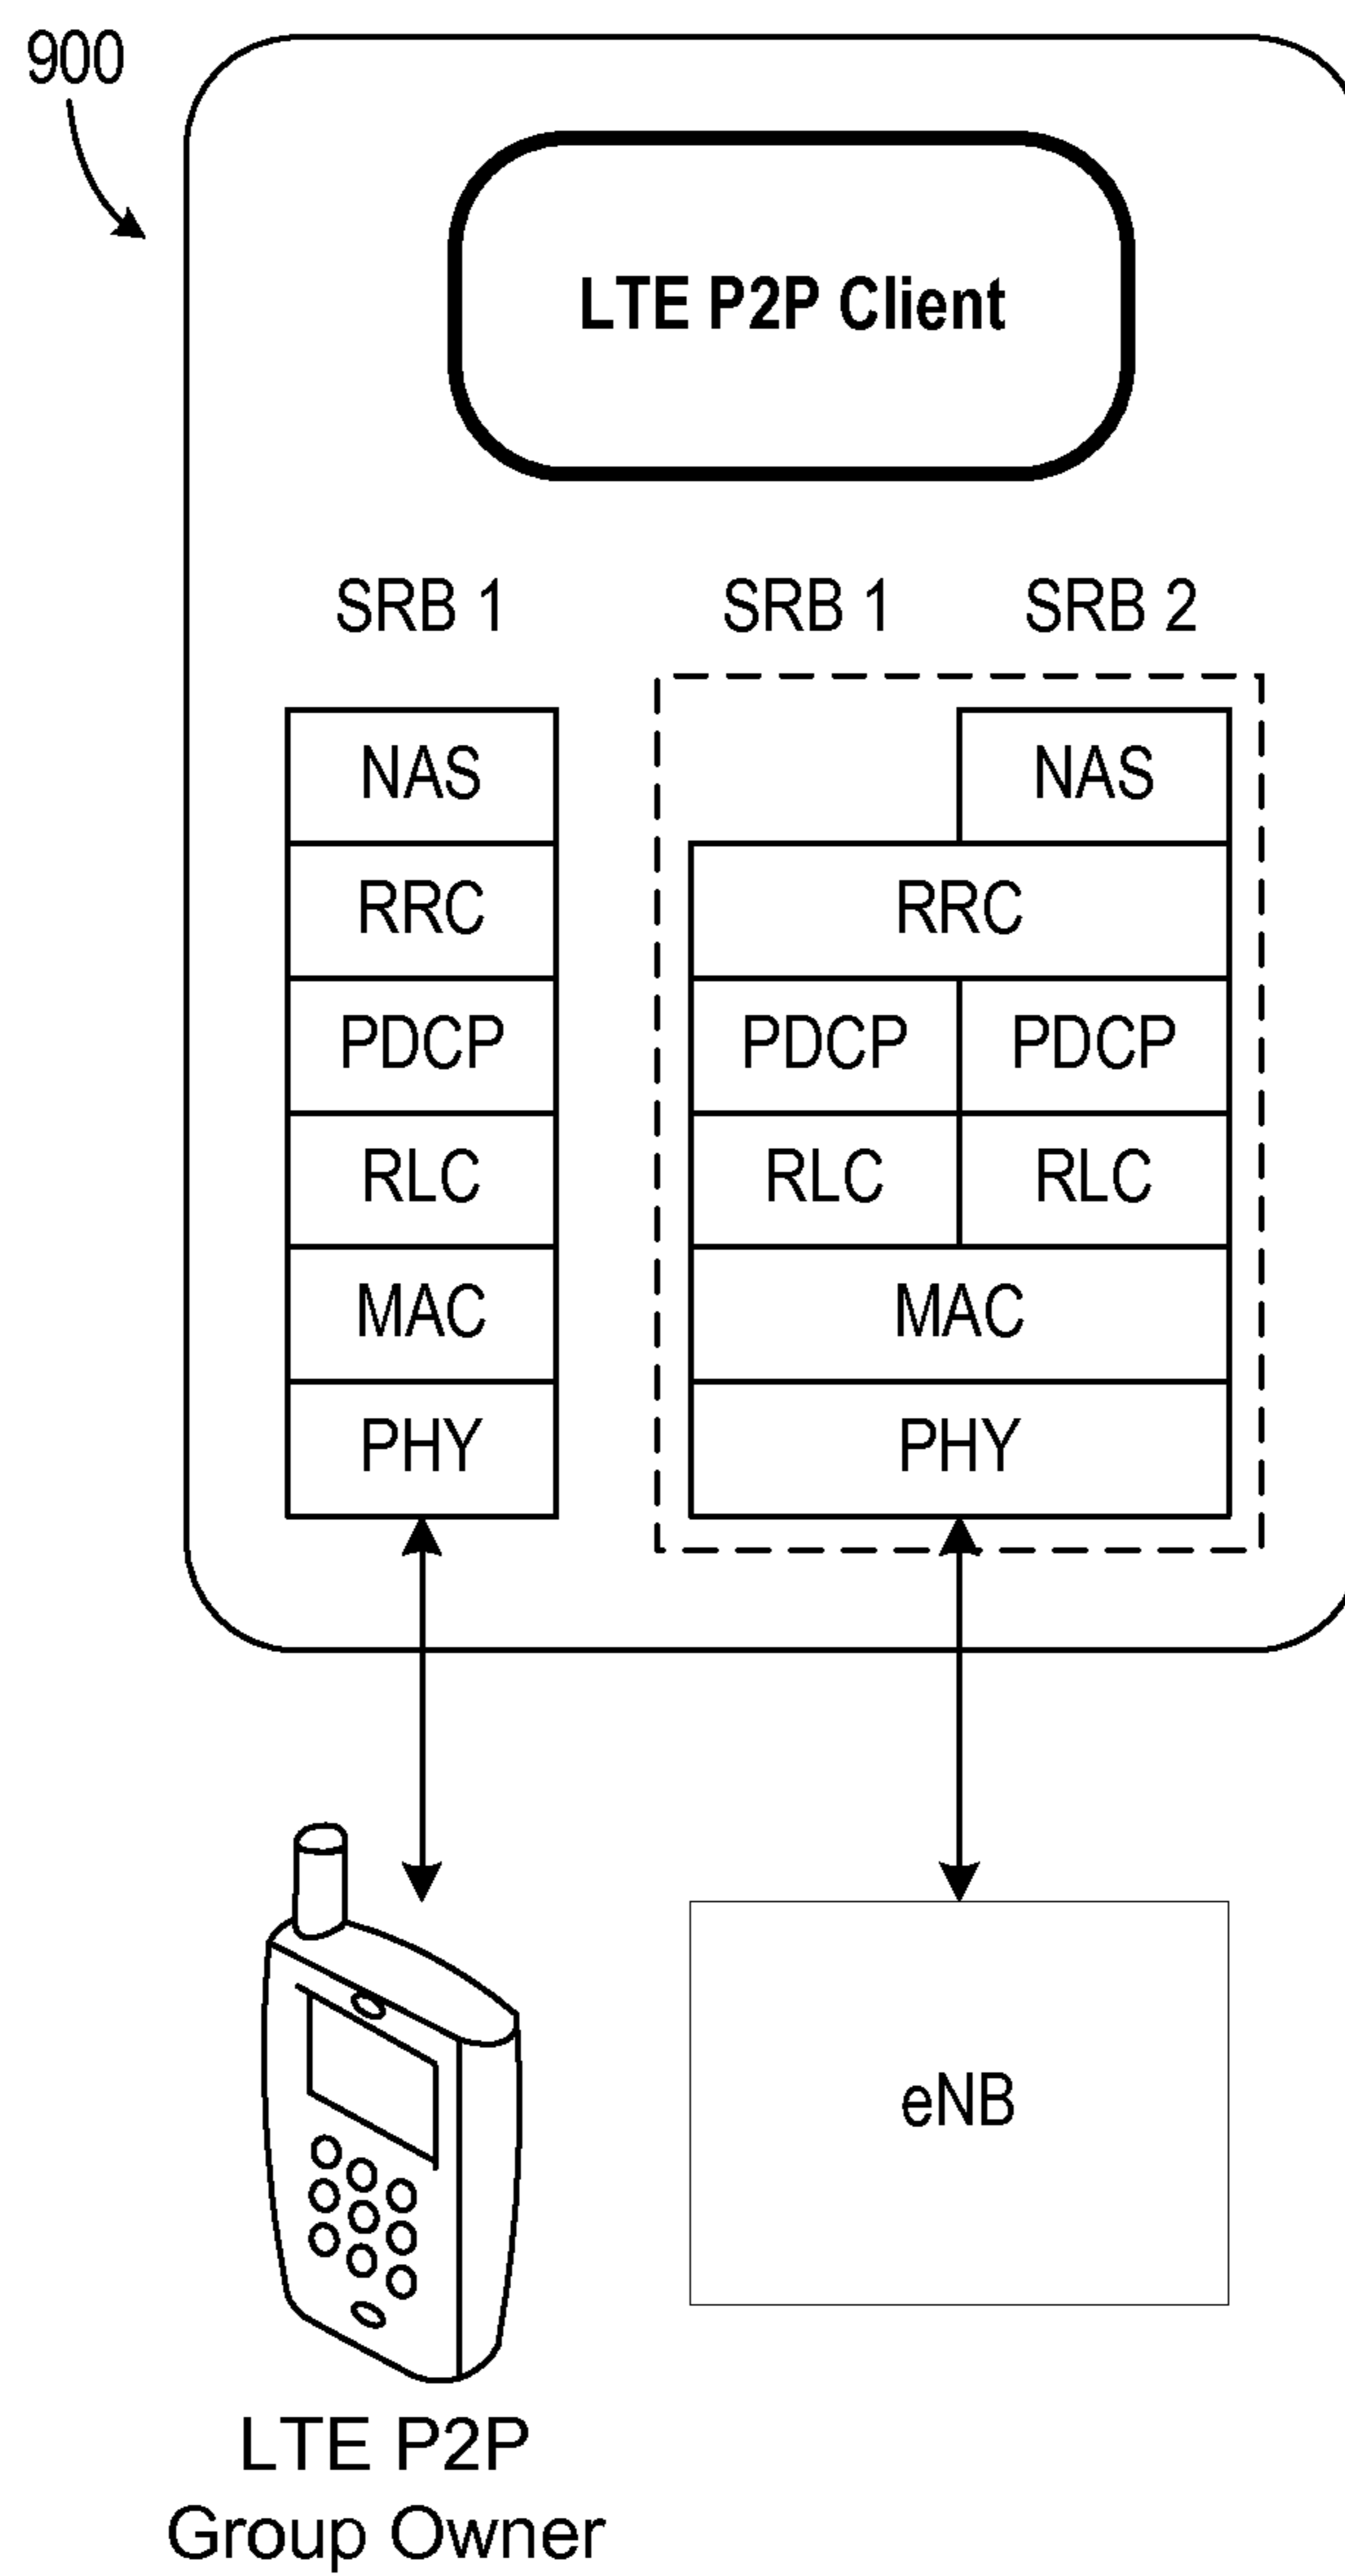 900
LTE P2P Client
SRB 1 SRB 1 SRB 2
NAS NAS
RRC RRC
PDCP PDCP PDCP
RLC RLC RLC
MAC MAC
PHY PHY
eNB
LTE P2P
Group Owner